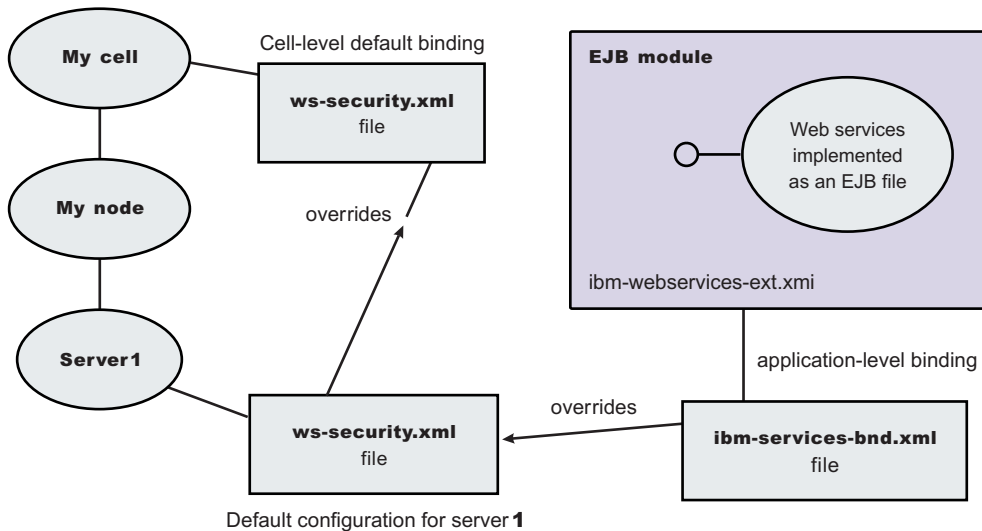 My cell
Cell-level default binding
ws-security.xml
file
EJB module
Web services
implemented
as an EJB file
My node
overrides
ibm-webservices-ext.xmi
Server1
application-level binding
ws-security.xml
file
overrides
ibm-services-bnd.xml
file
Default configuration for server1